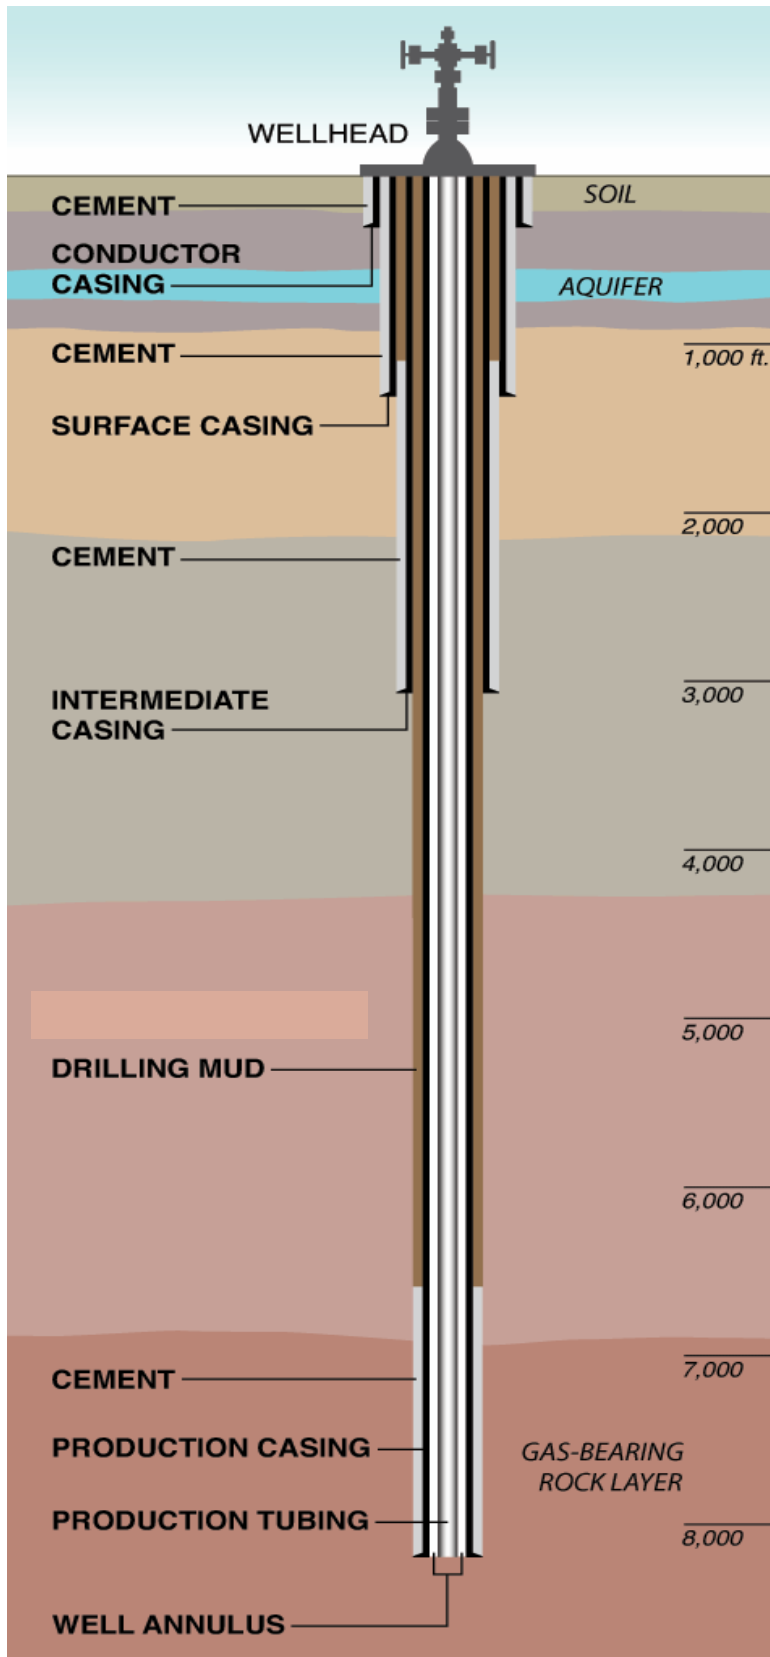 WELLHEAD
SOIL
CEMENT
CONDUCTOR
CASING
AQUIFER
CEMENT
1,000 ft.
SURFACE CASING
2,000
CEMENT
3,000
INTERMEDIATE
CASING
4,000
5,000
DRILLING MUD
6,000
7,000
CEMENT
PRODUCTION CASING
GAS-BEARING
ROCK LAYER
PRODUCTION TUBING
8,000
WELL ANNULUS